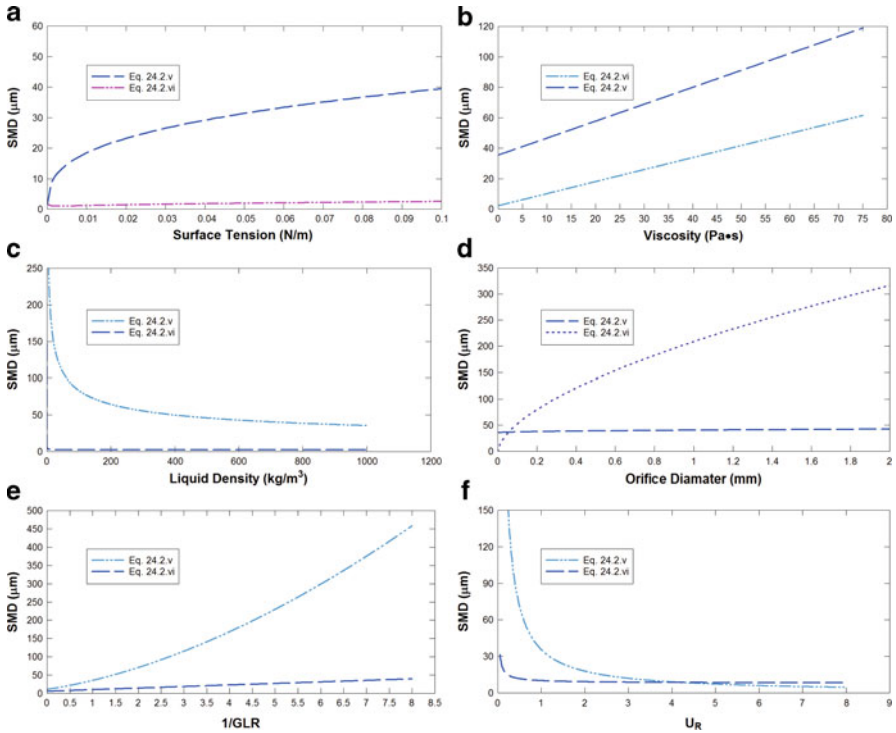 a
60
50
40
30
20
10
0
SMD (μm)
Eq. 24.2.v
Eq. 24.2.vi
0 0.01 0.02 0.03 0.04 0.05 0.06 0.07 0.08 0.09 0.1
Surface Tension (N/m)
b
120
100
80
60
40
20
0
SMD (μm)
Eq. 24.2.vi
Eq. 24.2.v
0 5 10 15 20 25 30 35 40 45 50 55 60 65 70 75 80
Viscosity (Pa•s)
c
250
200
150
100
50
0
SMD (μm)
Eq. 24.2.v
Eq. 24.2.vi
0 200 400 600 800 1000 1200
Liquid Density (kg/m³)
d
350
300
250
200
150
100
50
0
SMD (μm)
Eq. 24.2.v
Eq. 24.2.vi
0 0.2 0.4 0.6 0.8 1 1.2 1.4 1.6 1.8 2
Orifice Diamater (mm)
e
500
450
400
350
300
250
200
150
100
50
0
SMD (μm)
Eq. 24.2.v
Eq. 24.2.vi
0 0.5 1 1.5 2 2.5 3 3.5 4 4.5 5 5.5 6 6.5 7 7.5 8 8.5
1/GLR
f
150
120
90
60
30
0
SMD (μm)
Eq. 24.2.v
Eq. 24.2.vi
0 1 2 3 4 5 6 7 8 9
U_R